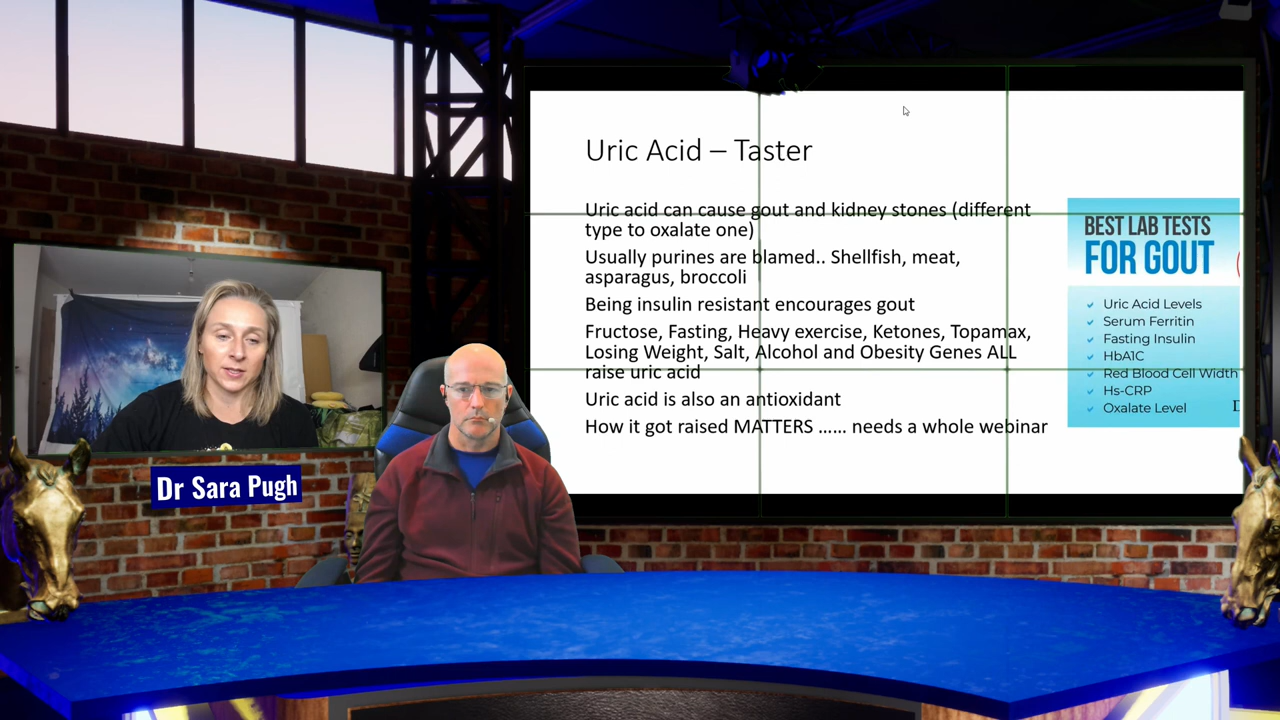 Uric Acid – Taster
Uric acid can cause gout and kidney stones (different
type to oxalate one)
Usually purines are blamed.. Shellfish, meat,
asparagus, broccoli
Being insulin resistant encourages gout
Fructose, Fasting, Heavy exercise, Ketones, Topamax,
Losing Weight, Salt, Alcohol and Obesity Genes ALL
raise uric acid
Uric acid is also an antioxidant
How it got raised MATTERS …… needs a whole webinar
BEST LAB TESTS
FOR GOUT
Uric Acid Levels
Serum Ferritin
Fasting Insulin
HbA1C
Red Blood Cell Width
Hs-CRP
Oxalate Level
Dr Sara Pugh